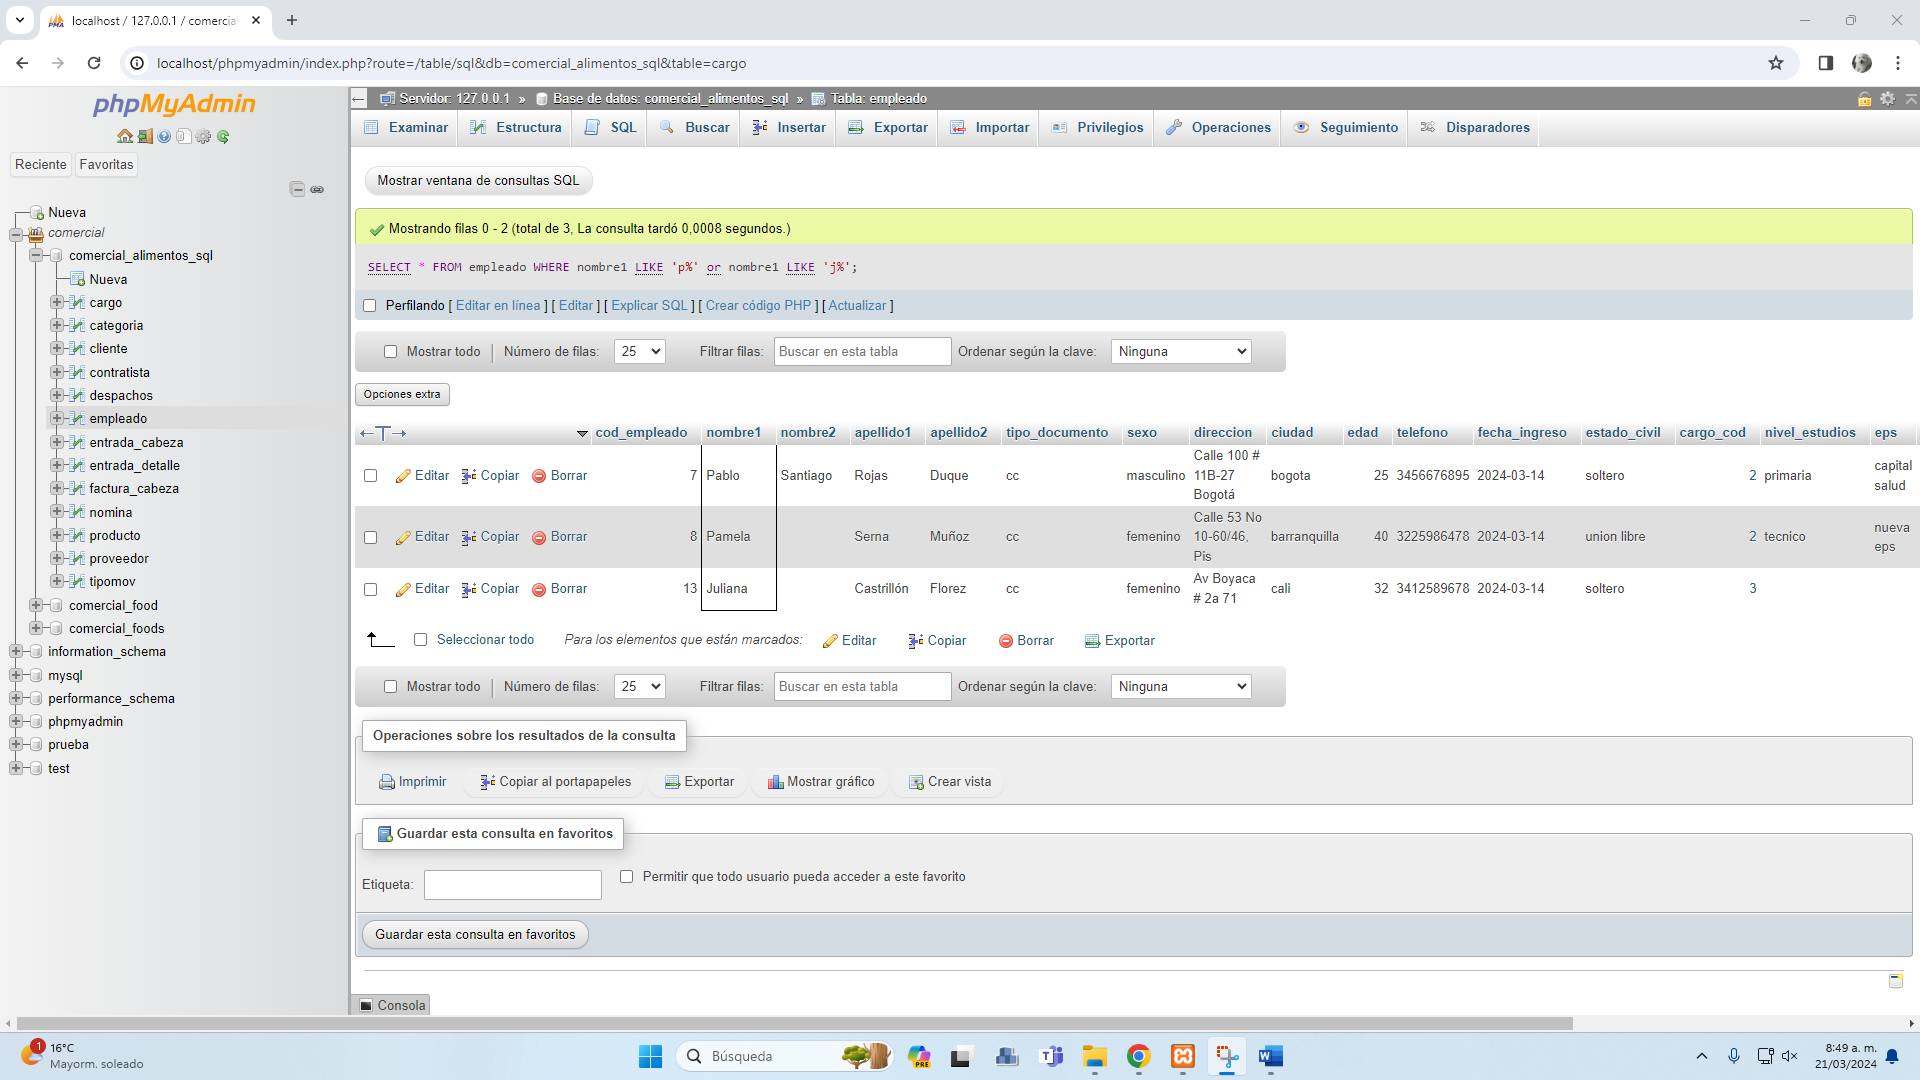 localhost / 127.0.0.1 / comercia
localhost/phpmyadmin/index.php?route=/table/sql&db=comercial_alimentos_sql&table=cargo
phpMyAdmin
Reciente Favoritas
Nueva
comercial
comercial_alimentos_sql
Nueva
cargo
categoria
cliente
contratista
despachos
empleado
entrada_cabeza
entrada_detalle
factura_cabeza
nomina
producto
proveedor
tipomov
comercial_food
comercial_foods
information_schema
mysql
performance_schema
phpmyadmin
prueba
test
Servidor: 127.0.0.1 » Base de datos: comercial_alimentos_sql » Tabla: empleado
Examinar Estructura SQL Buscar Insertar Exportar Importar Privilegios Operaciones Seguimiento Disparadores
Mostrar ventana de consultas SQL
Mostrando filas 0 - 2 (total de 3, La consulta tardó 0,0008 segundos.)
SELECT * FROM empleado WHERE nombre1 LIKE 'p%' or nombre1 LIKE 'j%';
Perfilando [ Editar en línea ] [ Editar ] [ Explicar SQL ] [ Crear código PHP ] [ Actualizar ]
Mostrar todo Número de filas: 25 Filtrar filas: Buscar en esta tabla Ordenar según la clave: Ninguna
Opciones extra
←T→ cod_empleado nombre1 nombre2 apellido1 apellido2 tipo_documento sexo direccion ciudad edad telefono fecha_ingreso estado_civil cargo_cod nivel_estudios eps
Editar Copiar Borrar 7 Pablo Santiago Rojas Duque cc masculino Calle 100 # 11B-27 Bogotá bogota 25 3456676895 2024-03-14 soltero 2 primaria capital salud
Editar Copiar Borrar 8 Pamela Serna Muñoz cc femenino Calle 53 No 10-60/46, Pis barranquilla 40 3225986478 2024-03-14 union libre 2 tecnico nueva eps
Editar Copiar Borrar 13 Juliana Castrillón Florez cc femenino Av Boyaca # 2a 71 cali 32 3412589678 2024-03-14 soltero 3
Seleccionar todo Para los elementos que están marcados: Editar Copiar Borrar Exportar
Mostrar todo Número de filas: 25 Filtrar filas: Buscar en esta tabla Ordenar según la clave: Ninguna
Operaciones sobre los resultados de la consulta
Imprimir Copiar al portapapeles Exportar Mostrar gráfico Crear vista
Guardar esta consulta en favoritos
Etiqueta: Permitir que todo usuario pueda acceder a este favorito
Guardar esta consulta en favoritos
Consola
1 16°C
Mayorm. soleado
Búsqueda
PRE
8:49 a. m.
21/03/2024